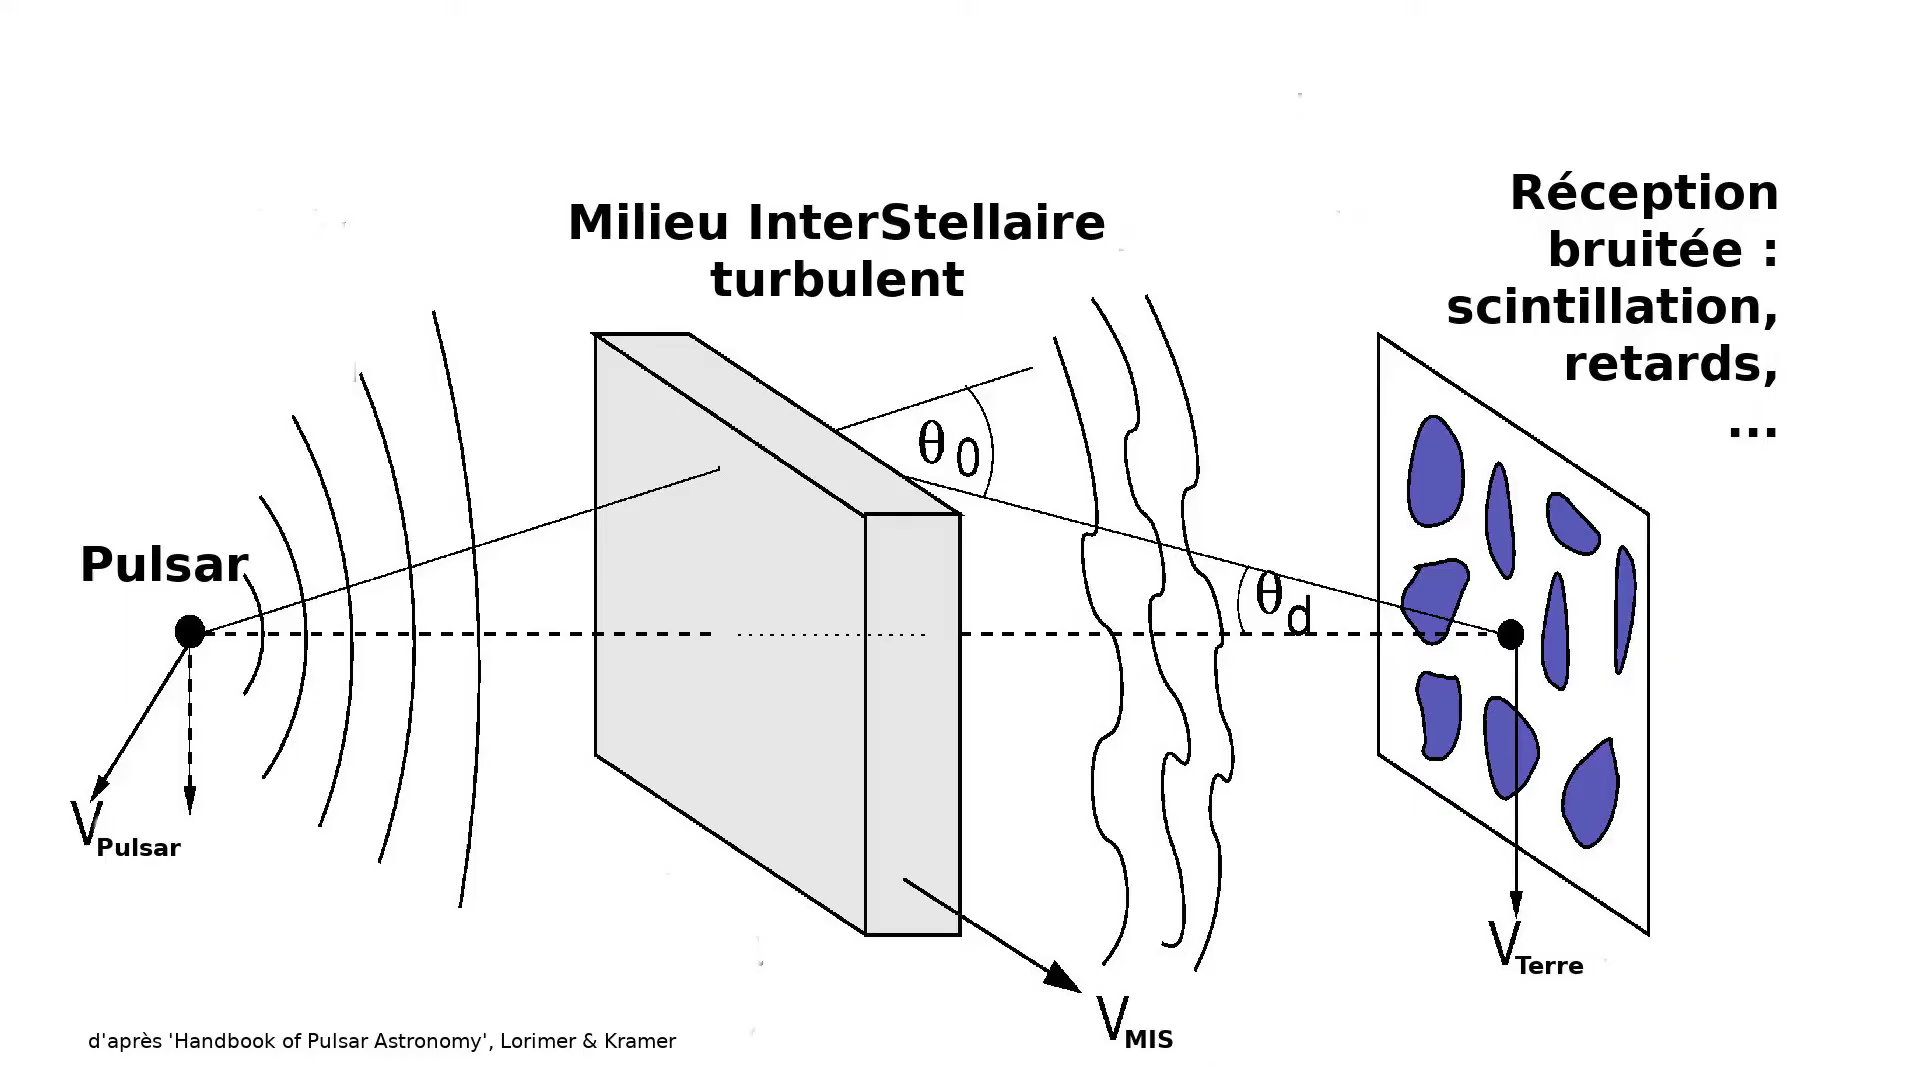 Milieu InterStellaire
turbulent
Réception
bruitée :
scintillation,
retards,
...
θ0
Pulsar
θd
VPulsar
VTerre
VMIS
d'après 'Handbook of Pulsar Astronomy', Lorimer & Kramer